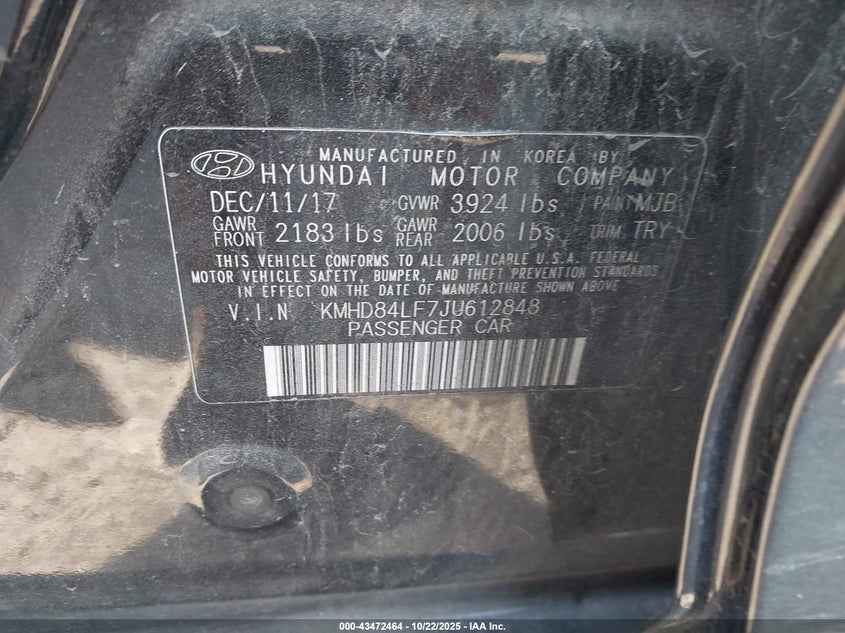 MANUFACTURED IN KOREA BY
HYUNDAI MOTOR COMPANY
DEC/11/17 GVWR 3924 lbs PAINT MJB
GAWR FRONT 2183 lbs GAWR REAR 2006 lbs TRIM TRY
THIS VEHICLE CONFORMS TO ALL APPLICABLE U.S.A. FEDERAL
MOTOR VEHICLE SAFETY, BUMPER, AND THEFT PREVENTION STANDARDS
IN EFFECT ON THE DATE OF MANUFACTURE SHOWN ABOVE
V.I.N KMHD84LF7JU612848
PASSENGER CAR
000-43472464 - 10/22/2025 - IAA Inc.